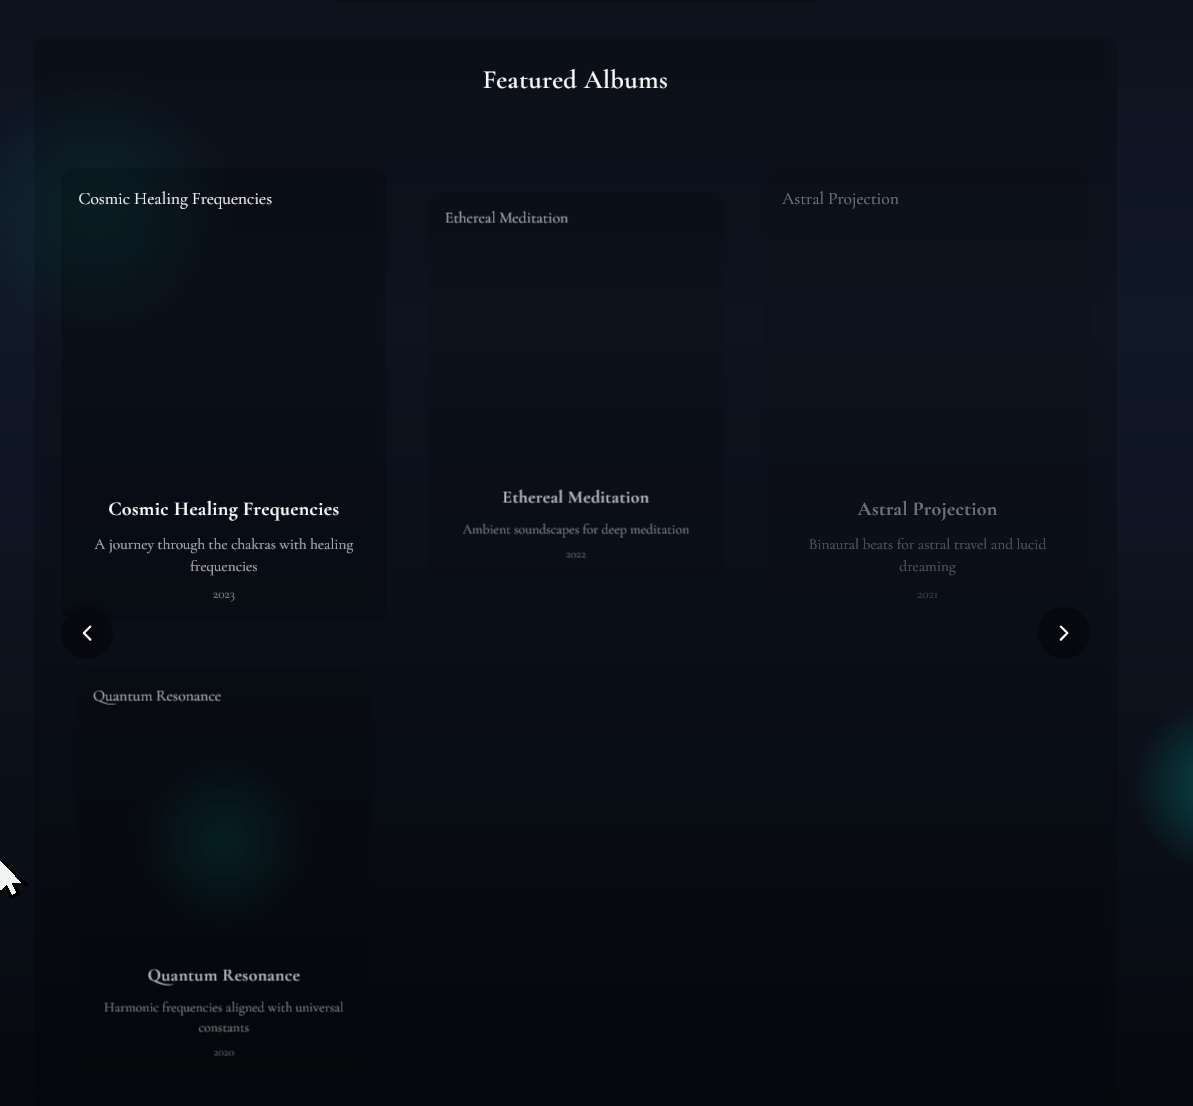 Featured Albums
Cosmic Healing Frequencies
Cosmic Healing Frequencies
A journey through the chakras with healing
frequencies
2023
Ethereal Meditation
Ethereal Meditation
Ambient soundscapes for deep meditation
2022
Astral Projection
Astral Projection
Binaural beats for astral travel and lucid
dreaming
2021
Quantum Resonance
Quantum Resonance
Harmonic frequencies aligned with universal
constants
2020